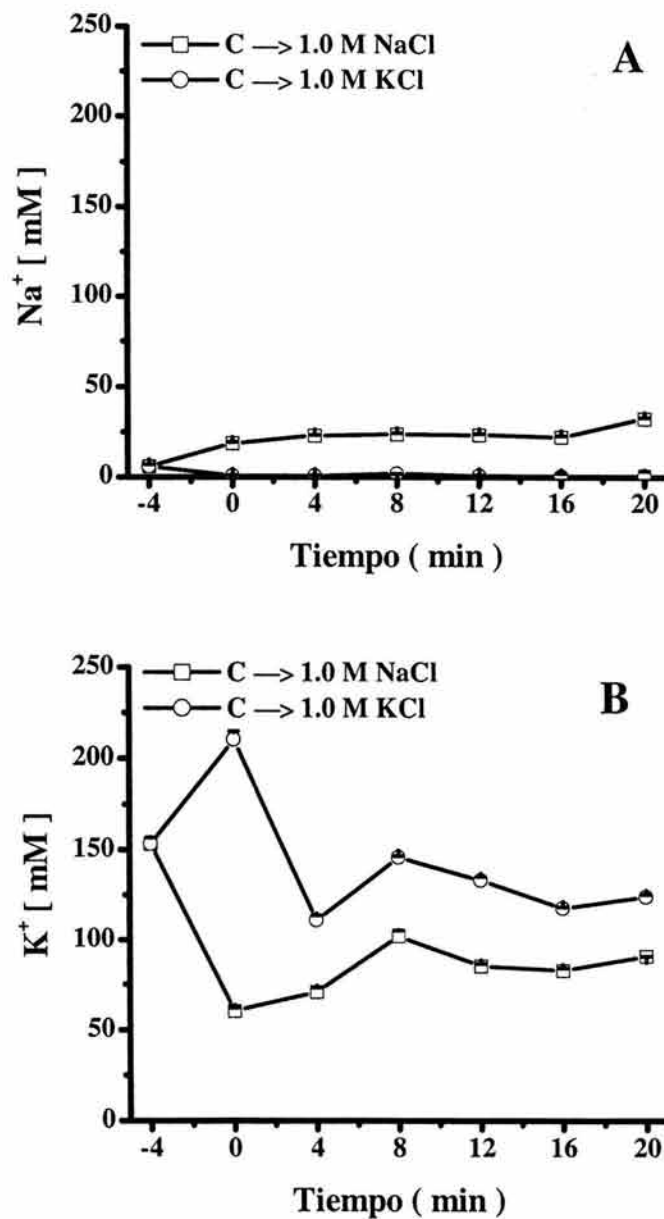 250
C —> 1.0 M NaCl
A
C —> 1.0 M KCl
200
150
100
50
0
Na⁺ [ mM ]
-4 0 4 8 12 16 20
Tiempo ( min )
250
C —> 1.0 M NaCl
B
C —> 1.0 M KCl
200
150
100
50
0
K⁺ [ mM ]
-4 0 4 8 12 16 20
Tiempo ( min )